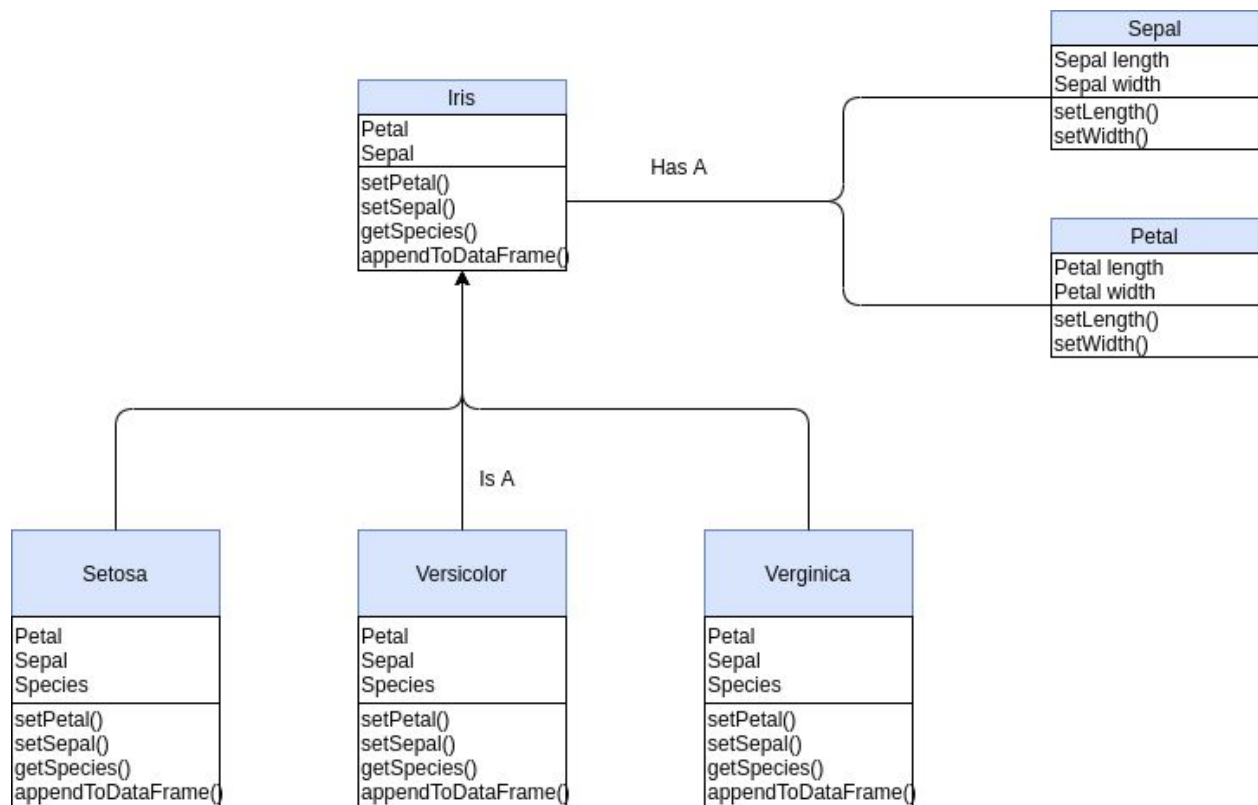 Sepal
Sepal length
Sepal width
setLength()
setWidth()
Iris
Petal
Sepal
setPetal()
setSepal()
getSpecies()
appendToDataFrame()
Has A
Petal
Petal length
Petal width
setLength()
setWidth()
Is A
Setosa
Petal
Sepal
Species
setPetal()
setSepal()
getSpecies()
appendToDataFrame()
Versicolor
Petal
Sepal
Species
setPetal()
setSepal()
getSpecies()
appendToDataFrame()
Verginica
Petal
Sepal
Species
setPetal()
setSepal()
getSpecies()
appendToDataFrame()